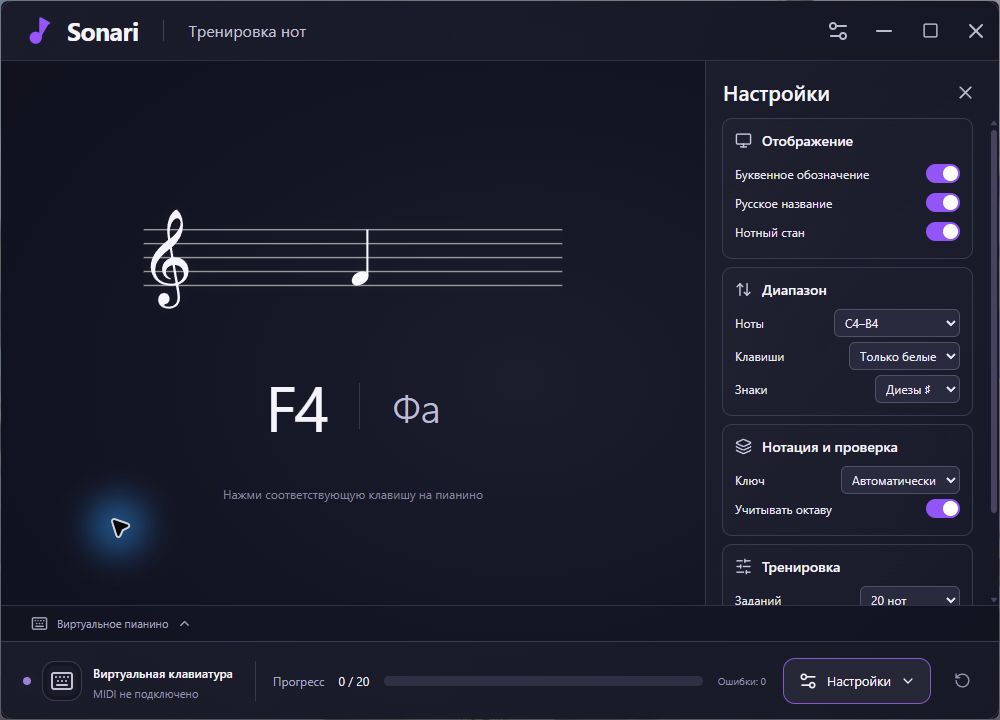 Sonari
Тренировка нот
Настройки
Отображение
Буквенное обозначение
Русское название
Нотный стан
Диапазон
Ноты C4–B4
Клавиши Только белые
Знаки Диезы ♯
Нотация и проверка
Ключ Автоматически
Учитывать октаву
Тренировка
Заданий 20 нот
F4 Фа
Нажми соответствующую клавишу на пианино
Виртуальное пианино
Виртуальная клавиатура
MIDI не подключено
Прогресс 0 / 20
Ошибки: 0
Настройки